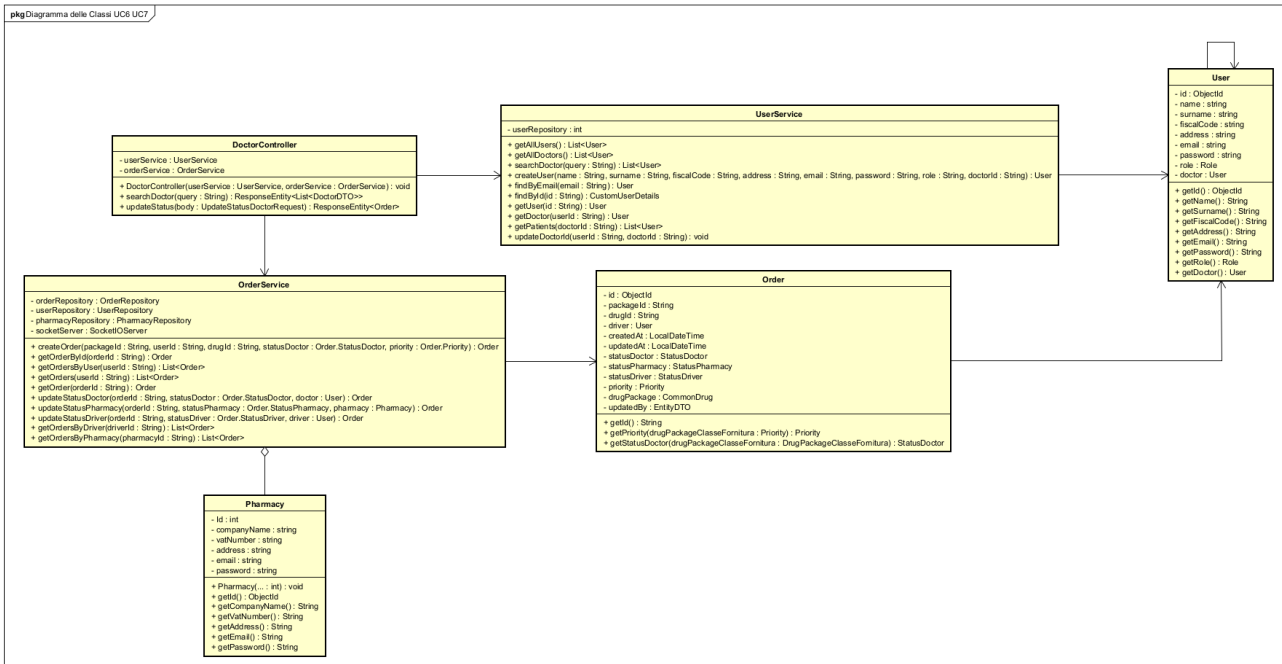 pkg Diagramma delle Classi UC6 UC7
DoctorController
- userService : UserService
- orderService : OrderService
+ DoctorController(userService : UserService, orderService : OrderService) : void
+ searchDoctor(query : String) : ResponseEntity<List<DoctorDTO>>
+ updateStatus(body : UpdateStatusDoctorRequest) : ResponseEntity<Order>
UserService
- userRepository : int
+ getAllUsers() : List<User>
+ getAllDoctors() : List<User>
+ searchDoctor(query : String) : List<User>
+ createUser(name : String, surname : String, fiscalCode : String, address : String, email : String, password : String, role : String, doctorId : String) : User
+ findByEmail(email : String) : User
+ findById(id : String) : CustomUserDetails
+ getUser(id : String) : User
+ getDoctor(userId : String) : User
+ getPatients(doctorId : String) : List<User>
+ updateDoctorId(userId : String, doctorId : String) : void
User
- id : ObjectId
- name : string
- surname : string
- fiscalCode : string
- address : string
- email : string
- password : string
- role : Role
- doctor : User
+ getId() : ObjectId
+ getName() : String
+ getSurname() : String
+ getFiscalCode() : String
+ getAddress() : String
+ getEmail() : String
+ getPassword() : String
+ getRole() : Role
+ getDoctor() : User
OrderService
- orderRepository : OrderRepository
- userRepository : UserRepository
- pharmacyRepository : PharmacyRepository
- socketServer : SocketIOServer
+ createOrder(packageId : String, userId : String, drugId : String, statusDoctor : Order.StatusDoctor, priority : Order.Priority) : Order
+ getOrderById(orderId : String) : Order
+ getOrdersByUser(userId : String) : List<Order>
+ getOrders(userId : String) : List<Order>
+ getOrder(orderId : String) : Order
+ updateStatusDoctor(orderId : String, statusDoctor : Order.StatusDoctor, doctor : User) : Order
+ updateStatusPharmacy(orderId : String, statusPharmacy : Order.StatusPharmacy, pharmacy : Pharmacy) : Order
+ updateStatusDriver(orderId : String, statusDriver : Order.StatusDriver, driver : User) : Order
+ getOrdersByDriver(driverId : String) : List<Order>
+ getOrdersByPharmacy(pharmacyId : String) : List<Order>
Order
- id : ObjectId
- packageId : String
- drugId : String
- driver : User
- createdAt : LocalDateTime
- updatedAt : LocalDateTime
- statusDoctor : StatusDoctor
- statusPharmacy : StatusPharmacy
- statusDriver : StatusDriver
- priority : Priority
- drugPackage : CommonDrug
- updatedBy : EntityDTO
+ getId() : String
+ getPriority(drugPackageClasseFornitura : Priority) : Priority
+ getStatusDoctor(drugPackageClasseFornitura : DrugPackageClasseFornitura) : StatusDoctor
Pharmacy
- Id : int
- companyName : string
- vatNumber : string
- address : string
- email : string
- password : string
+ Pharmacy(... : int) : void
+ getId() : ObjectId
+ getCompanyName() : String
+ getVatNumber() : String
+ getAddress() : String
+ getEmail() : String
+ getPassword() : String